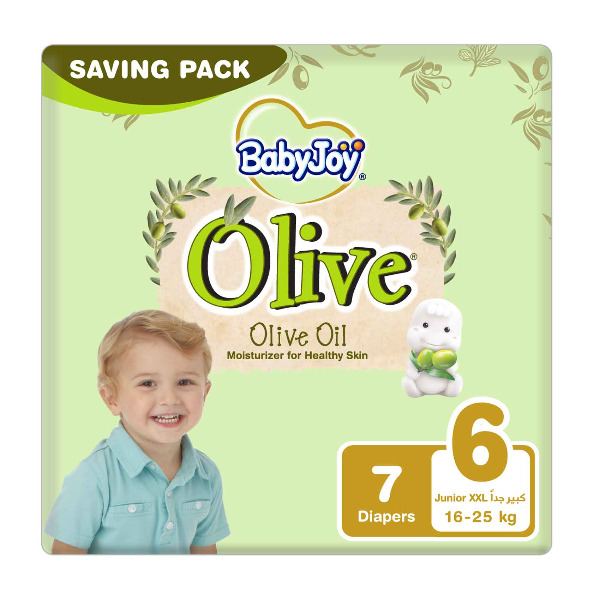 SAVING PACK
BabyJoy®
Olive®
Olive Oil
Moisturizer for Healthy Skin
7
Diapers
6
Junior XXL كبير جداً
16-25 kg